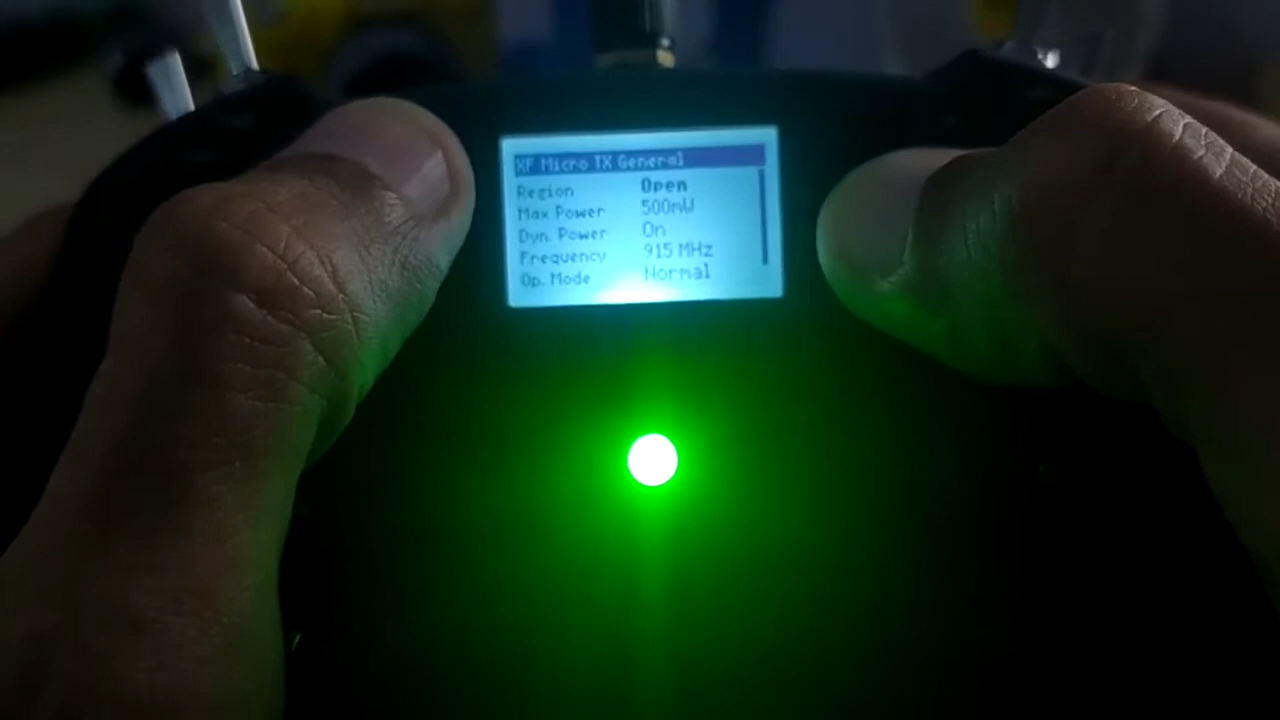 XF Micro TX General
Region Open
Max Power 500mW
Dyn. Power On
Frequency 915 MHz
Op. Mode Normal